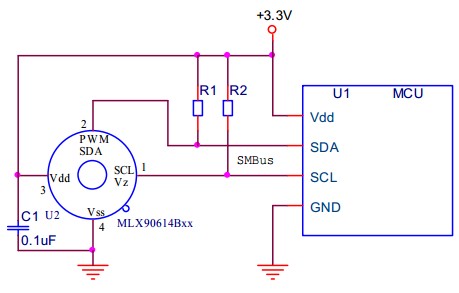 +3.3V
R1 R2
U1 MCU
Vdd
2
PWM
SDA
SDA
SMBus
SCL
Vz
1
SCL
Vdd
3
GND
C1
U2
Vss
MLX90614Bxx
4
0.1uF